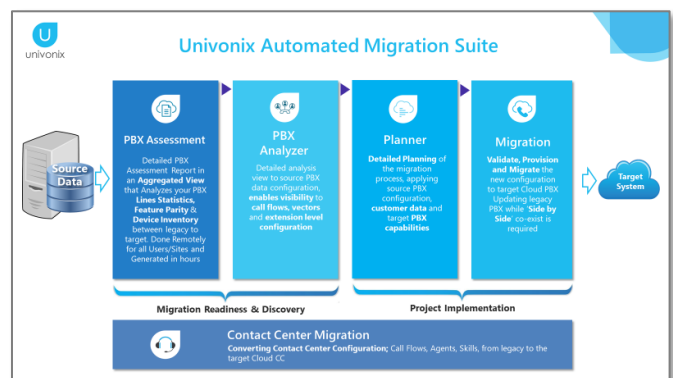 univonix
Univonix Automated Migration Suite
Source
Data
PBX Assessment
Detailed PBX
Assessment Report in
an Aggregated View
that Analyzes your PBX
Lines Statistics,
Feature Parity &
Device Inventory
between legacy to
target. Done Remotely
for all Users/Sites and
Generated in hours
PBX
Analyzer
Detailed analysis
view to source PBX
data configuration,
enables visibility to
call flows, vectors
and extension level
configuration
Planner
Detailed Planning of
the migration
process, applying
source PBX
configuration,
customer data and
target PBX
capabilities
Migration
Validate, Provision
and Migrate the
new configuration
to target Cloud PBX
Updating legacy
PBX while 'Side by
Side' co-exist is
required
Target
System
Migration Readiness & Discovery
Project Implementation
Contact Center Migration
Converting Contact Center Configuration; Call Flows, Agents, Skills, from legacy to the
target Cloud CC